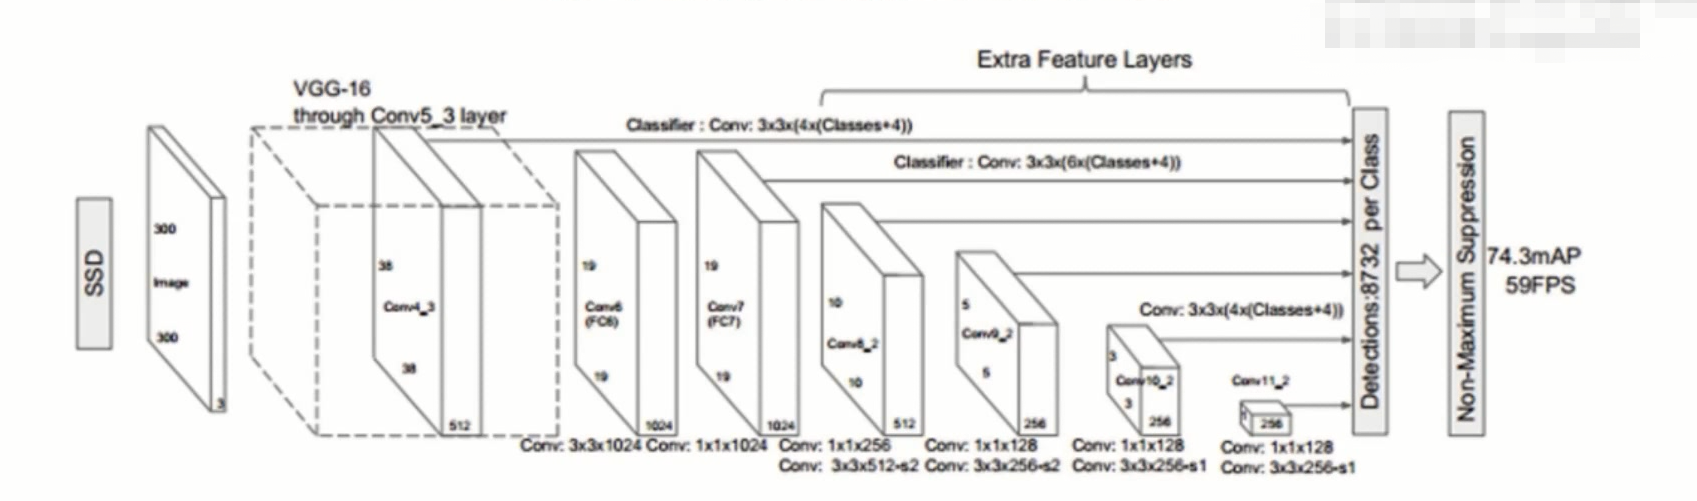 Extra Feature Layers
VGG-16
through Conv5_3 layer
Classifier : Conv: 3x3x(4x(Classes+4))
Classifier : Conv: 3x3x(6x(Classes+4))
SSD
300
Image
300
3
38
Conv4_3
38
512
19
Conv6
(FC6)
19
1024
19
Conv7
(FC7)
19
1024
10
Conv8_2
10
512
5
Conv9_2
5
256
Conv: 3x3x(4x(Classes+4))
3
Conv10_2
3
256
Conv11_2
256
Detections:8732 per Class
Non-Maximum Suppression
74.3mAP
59FPS
Conv: 3x3x1024
Conv: 1x1x1024
Conv: 1x1x256
Conv: 3x3x512-s2
Conv: 1x1x128
Conv: 3x3x256-s2
Conv: 1x1x128
Conv: 3x3x256-s1
Conv: 1x1x128
Conv: 3x3x256-s1